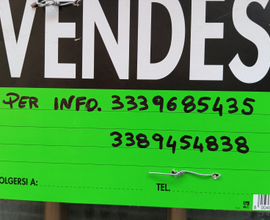 VENDES
PER INFO. 3339685435
3389454838
OLGERSI A: TEL.